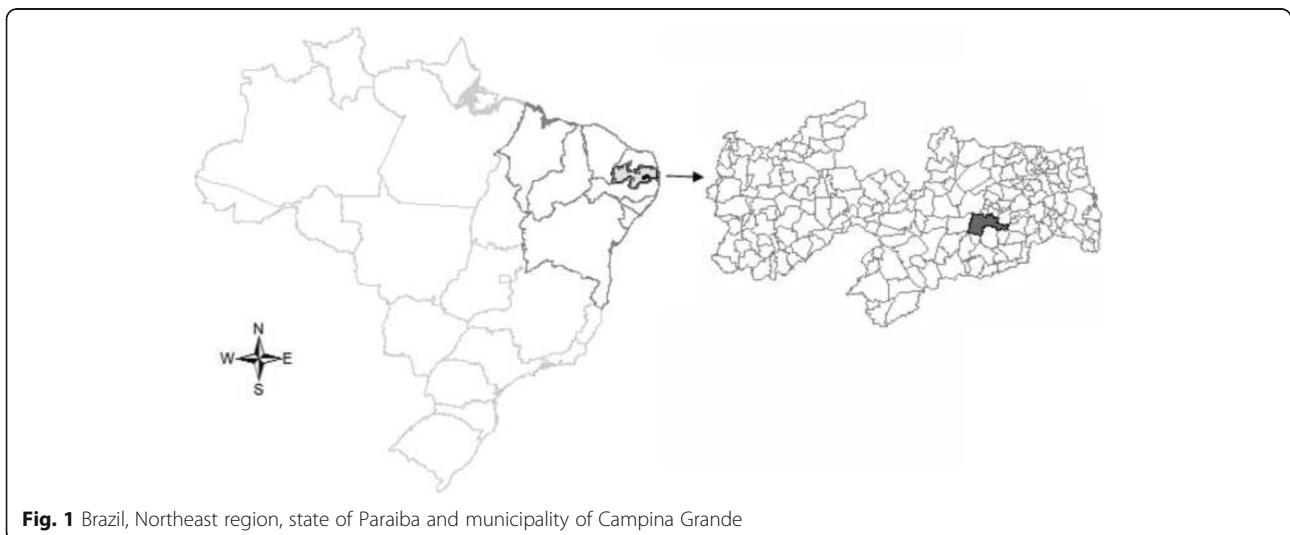 N
W E
S
Fig. 1 Brazil, Northeast region, state of Paraiba and municipality of Campina Grande